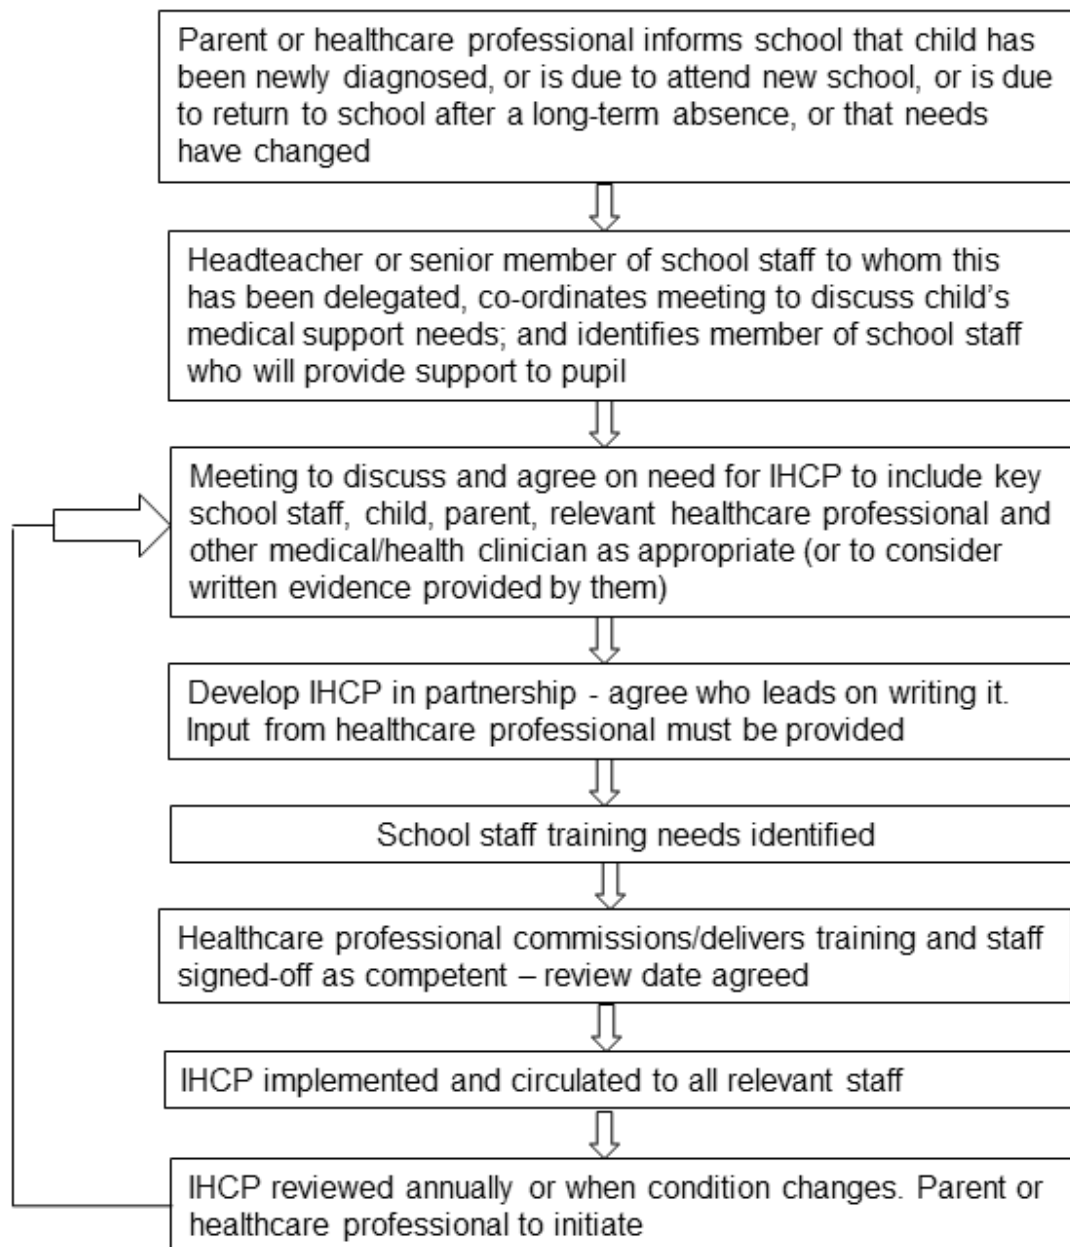 Parent or healthcare professional informs school that child has
been newly diagnosed, or is due to attend new school, or is due
to return to school after a long-term absence, or that needs
have changed
Headteacher or senior member of school staff to whom this
has been delegated, co-ordinates meeting to discuss child's
medical support needs; and identifies member of school staff
who will provide support to pupil
Meeting to discuss and agree on need for IHCP to include key
school staff, child, parent, relevant healthcare professional and
other medical/health clinician as appropriate (or to consider
written evidence provided by them)
Develop IHCP in partnership - agree who leads on writing it.
Input from healthcare professional must be provided
School staff training needs identified
Healthcare professional commissions/delivers training and staff
signed-off as competent – review date agreed
IHCP implemented and circulated to all relevant staff
IHCP reviewed annually or when condition changes. Parent or
healthcare professional to initiate